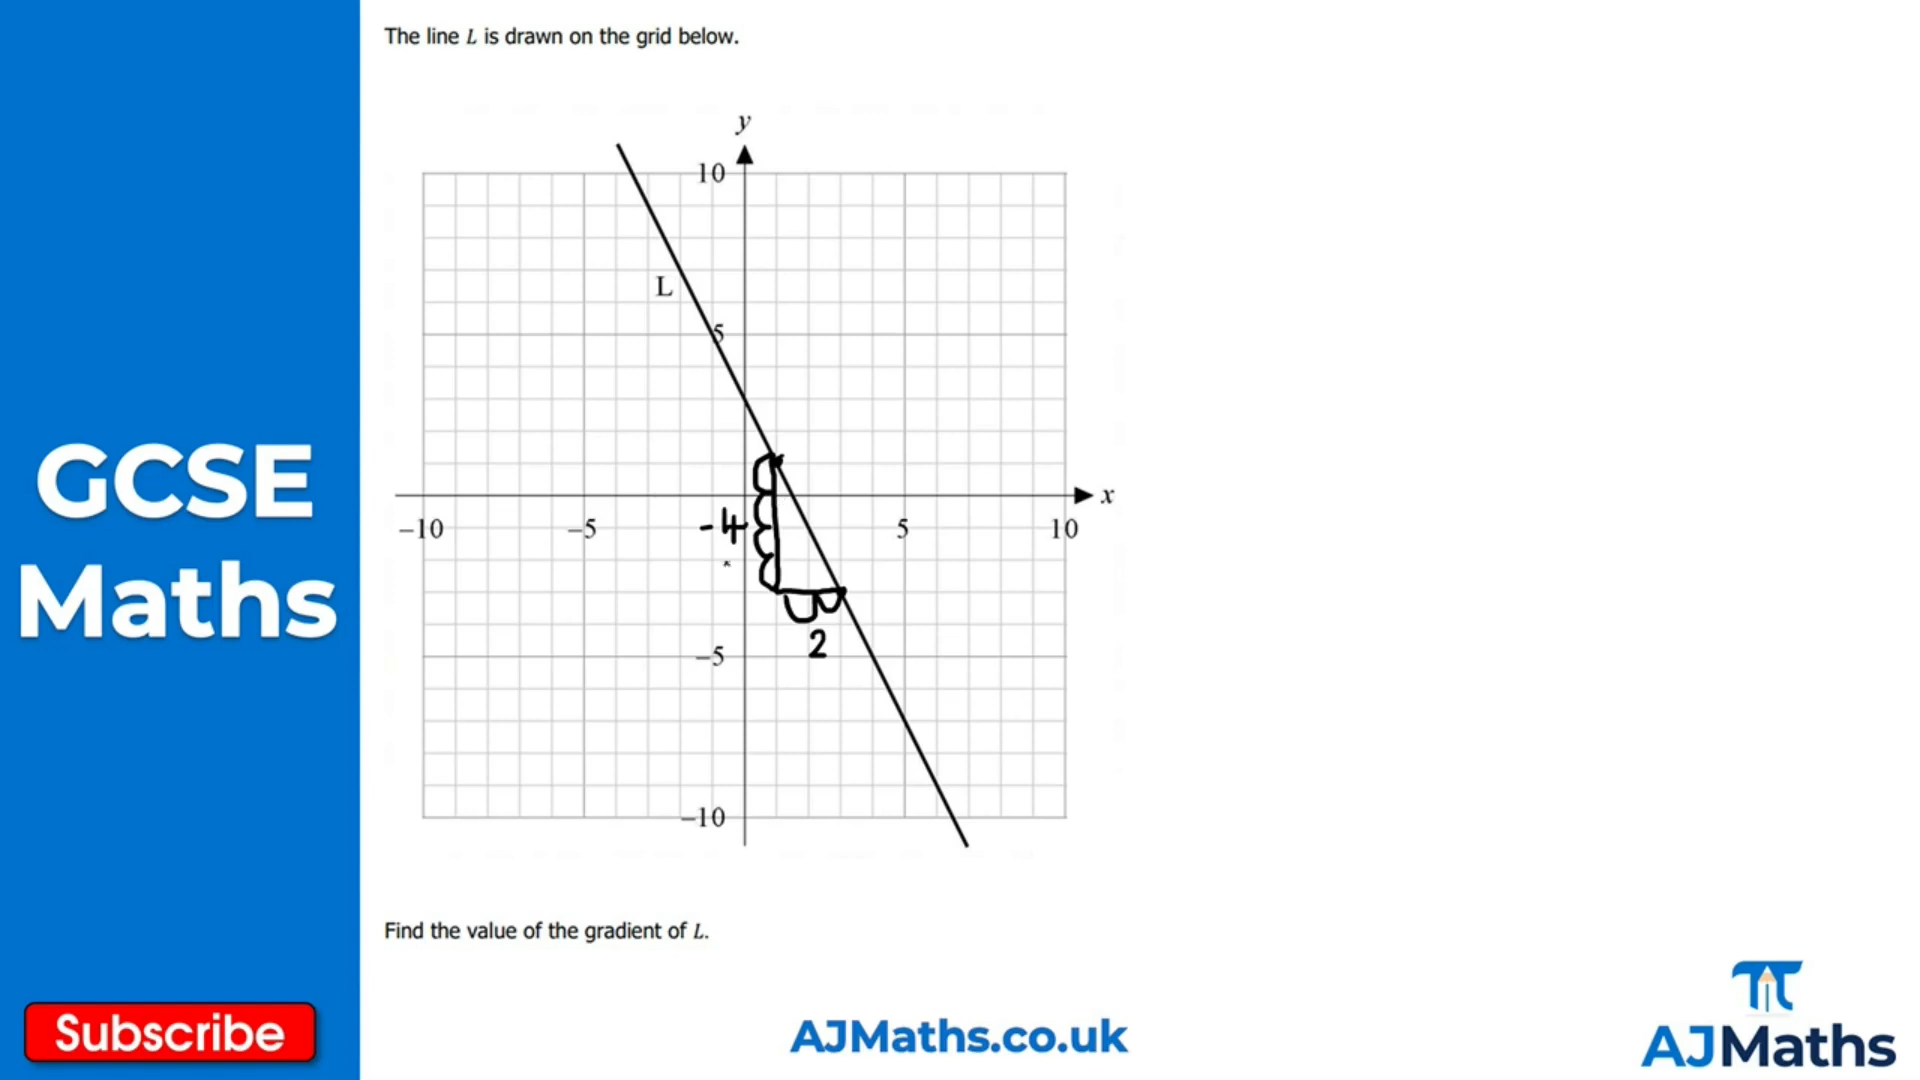 The line L is drawn on the grid below.
y
10
L
5
x
–10
–5
-4
5
10
2
–5
–10
Find the value of the gradient of L.
GCSE
Maths
Subscribe
AJMaths.co.uk
AJMaths